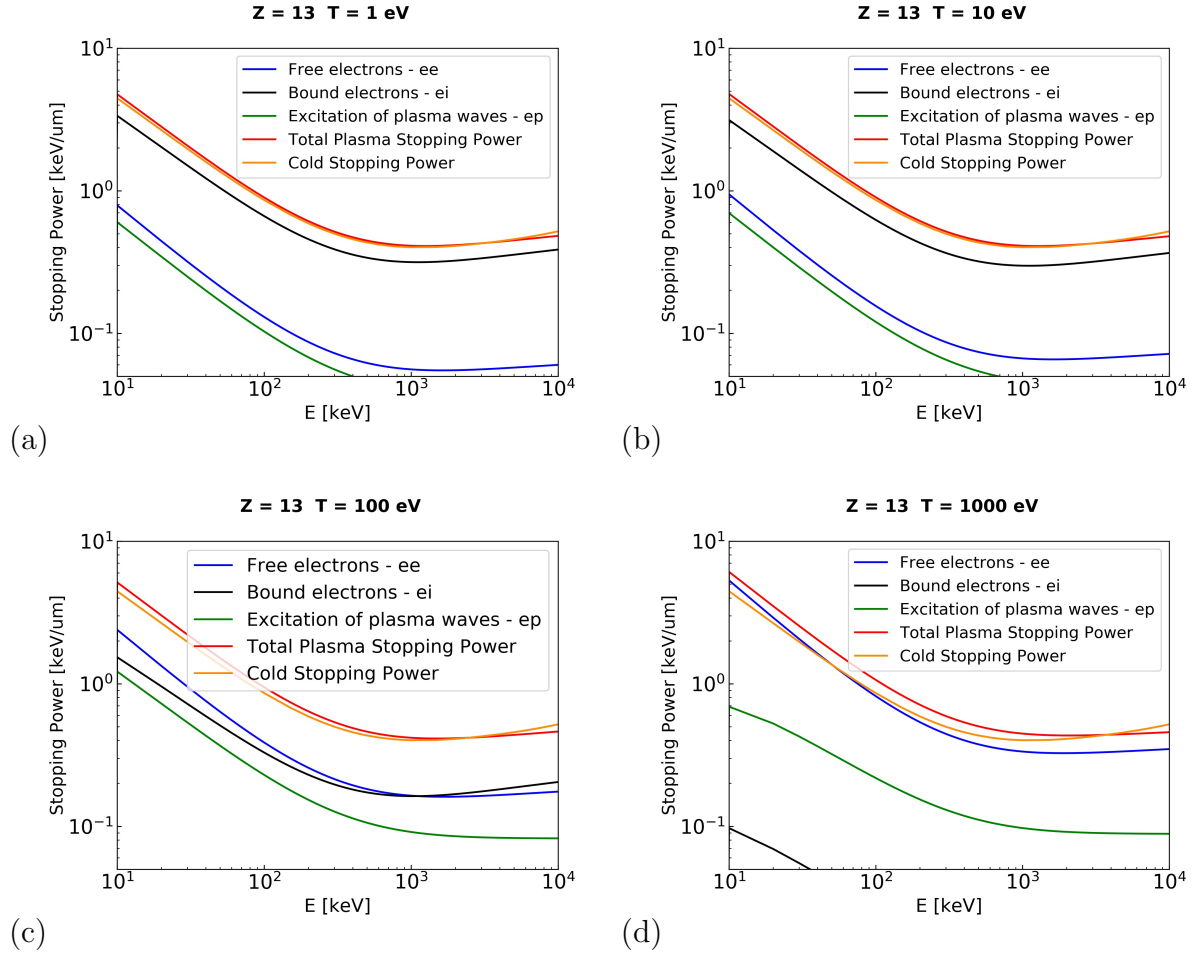 Z = 13  T = 1 eV
Stopping Power [keV/um]
10^1
10^0
10^-1
Free electrons - ee
Bound electrons - ei
Excitation of plasma waves - ep
Total Plasma Stopping Power
Cold Stopping Power
10^1 10^2 10^3 10^4
E [keV]
(a)
Z = 13  T = 10 eV
Stopping Power [keV/um]
10^1
10^0
10^-1
Free electrons - ee
Bound electrons - ei
Excitation of plasma waves - ep
Total Plasma Stopping Power
Cold Stopping Power
10^1 10^2 10^3 10^4
E [keV]
(b)
Z = 13  T = 100 eV
Stopping Power [keV/um]
10^1
10^0
10^-1
Free electrons - ee
Bound electrons - ei
Excitation of plasma waves - ep
Total Plasma Stopping Power
Cold Stopping Power
10^1 10^2 10^3 10^4
E [keV]
(c)
Z = 13  T = 1000 eV
Stopping Power [keV/um]
10^1
10^0
10^-1
Free electrons - ee
Bound electrons - ei
Excitation of plasma waves - ep
Total Plasma Stopping Power
Cold Stopping Power
10^1 10^2 10^3 10^4
E [keV]
(d)